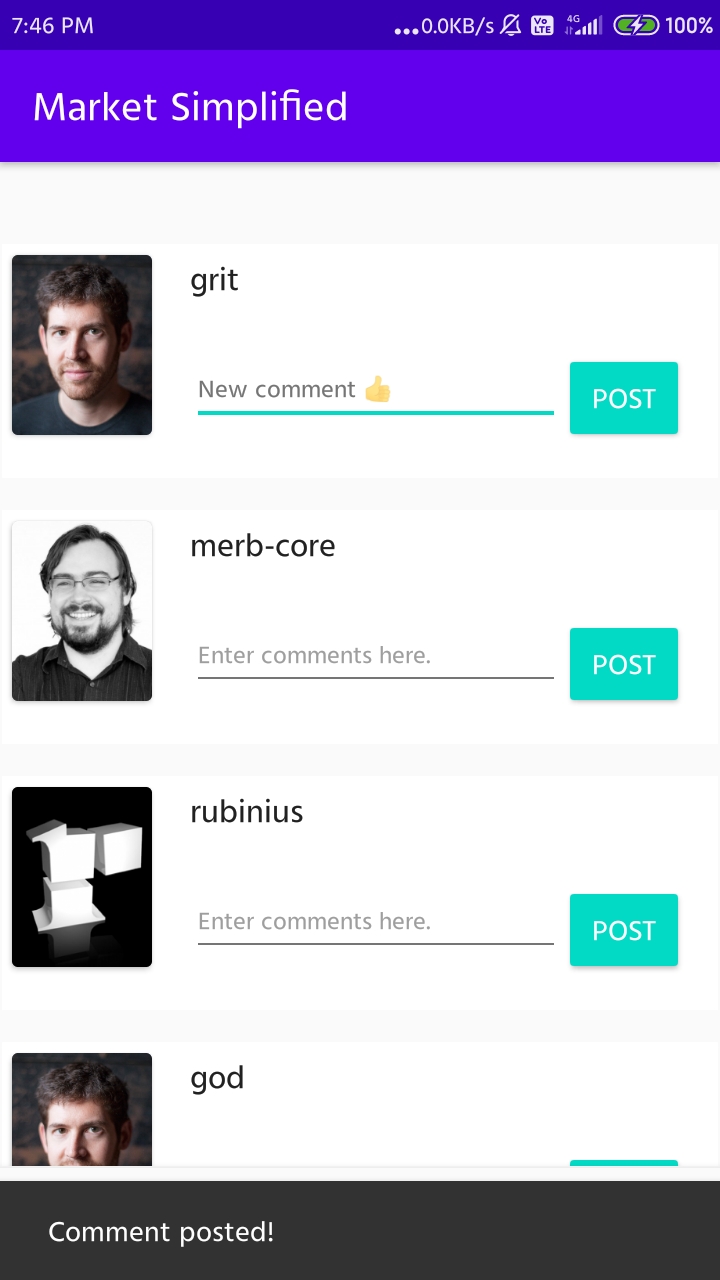 7:46 PM ...0.0KB/s Vo LTE 4G 100%
Market Simplified
grit
New comment 👍
POST
merb-core
Enter comments here.
POST
rubinius
Enter comments here.
POST
god
Comment posted!